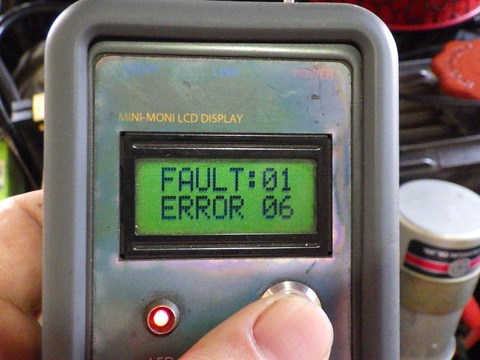 POWER
MINI-MONI LCD DISPLAY
FAULT:01
ERROR 06